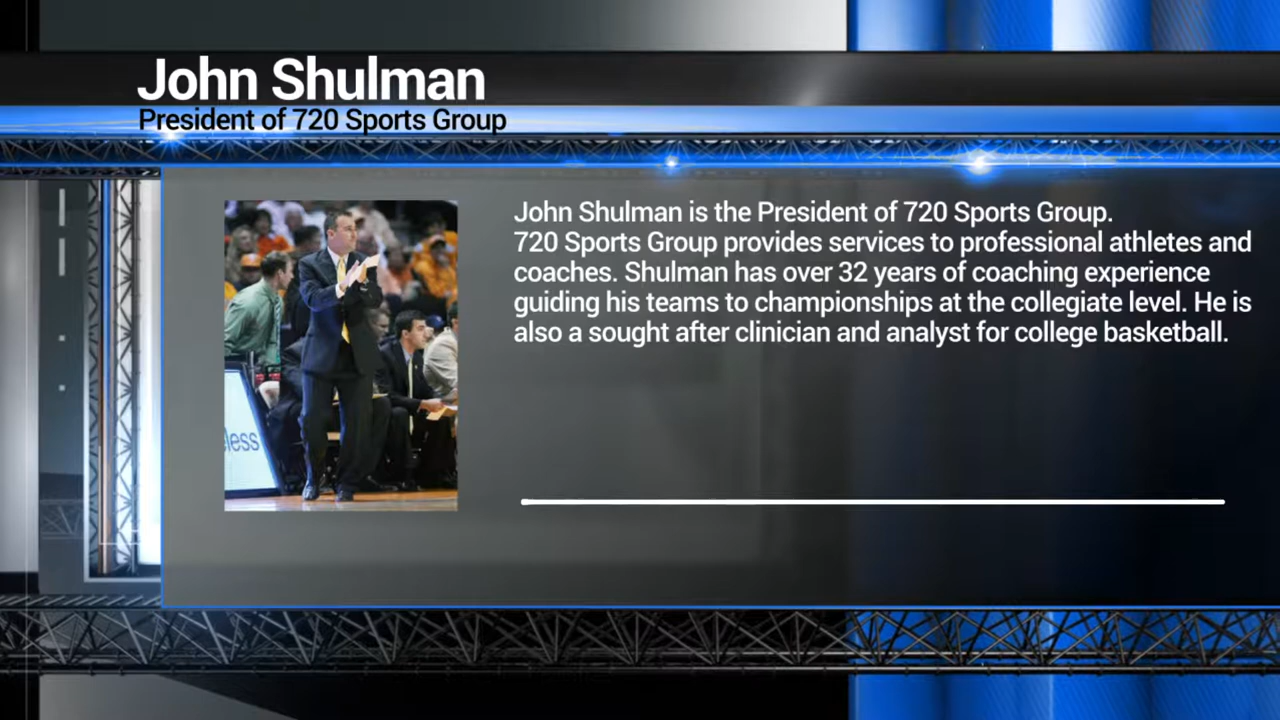 John Shulman
President of 720 Sports Group
John Shulman is the President of 720 Sports Group.
720 Sports Group provides services to professional athletes and
coaches. Shulman has over 32 years of coaching experience
guiding his teams to championships at the collegiate level. He is
also a sought after clinician and analyst for college basketball.
less